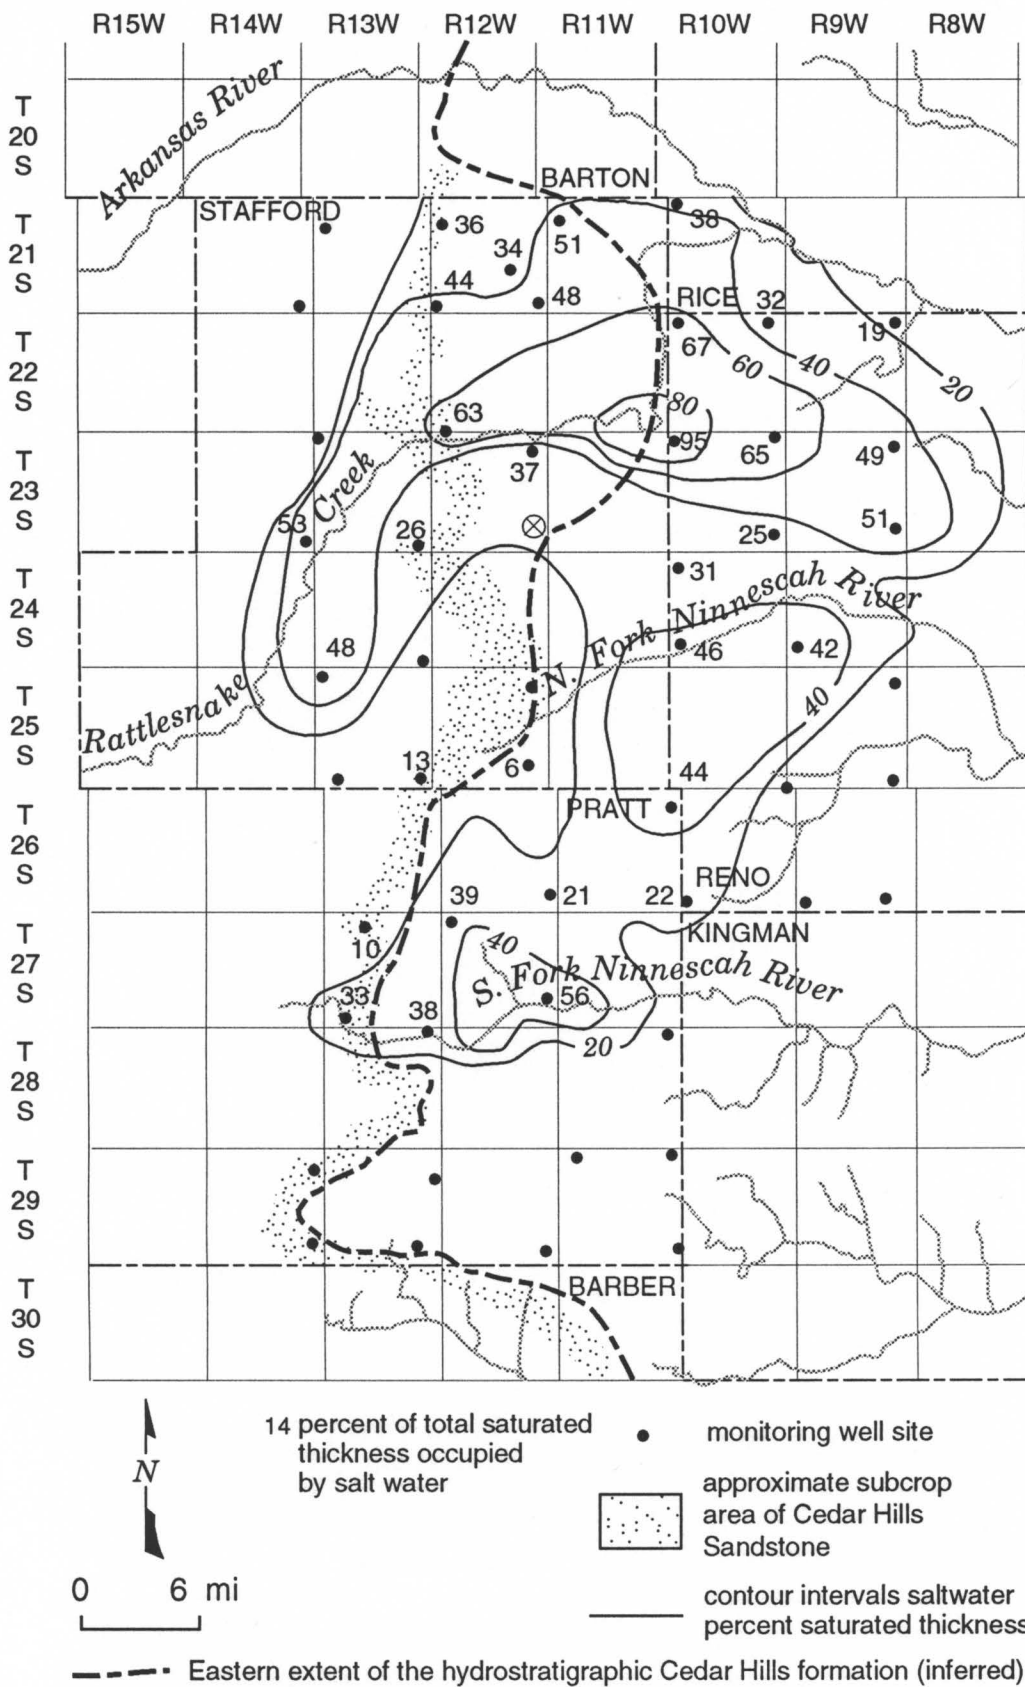 R15W R14W R13W R12W R11W R10W R9W R8W
T
20
S
Arkansas River
BARTON
STAFFORD
T
21
S
36
51
38
34
44
48
RICE
32
19
T
22
S
67
60
40
20
63
80
95
65
49
37
T
23
S
Creek
53
26
25
51
31
T
24
S
N. Fork Ninnescah River
48
46
42
T
25
S
Rattlesnake
40
13
6
44
PRATT
T
26
S
RENO
39
21
22
KINGMAN
T
27
S
10
40
S. Fork Ninnescah River
33
38
56
20
T
28
S
T
29
S
BARBER
T
30
S
N
0 6 mi
14 percent of total saturated
thickness occupied
by salt water
monitoring well site
approximate subcrop
area of Cedar Hills
Sandstone
contour intervals saltwater
percent saturated thickness
Eastern extent of the hydrostratigraphic Cedar Hills formation (inferred)